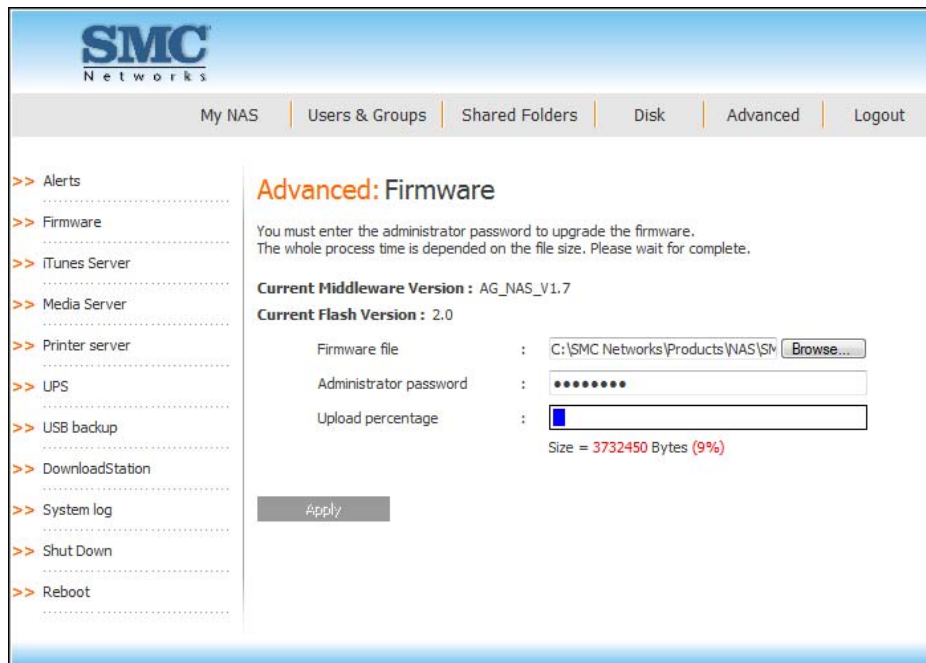 SMC
Networks
My NAS Users & Groups Shared Folders Disk Advanced Logout
>> Alerts
>> Firmware
>> iTunes Server
>> Media Server
>> Printer server
>> UPS
>> USB backup
>> DownloadStation
>> System log
>> Shut Down
>> Reboot
Advanced: Firmware
You must enter the administrator password to upgrade the firmware.
The whole process time is depended on the file size. Please wait for complete.
Current Middleware Version : AG_NAS_V1.7
Current Flash Version : 2.0
Firmware file : C:\SMC Networks\Products\NAS\SM Browse...
Administrator password : ••••••••
Upload percentage :
Size = 3732450 Bytes (9%)
Apply